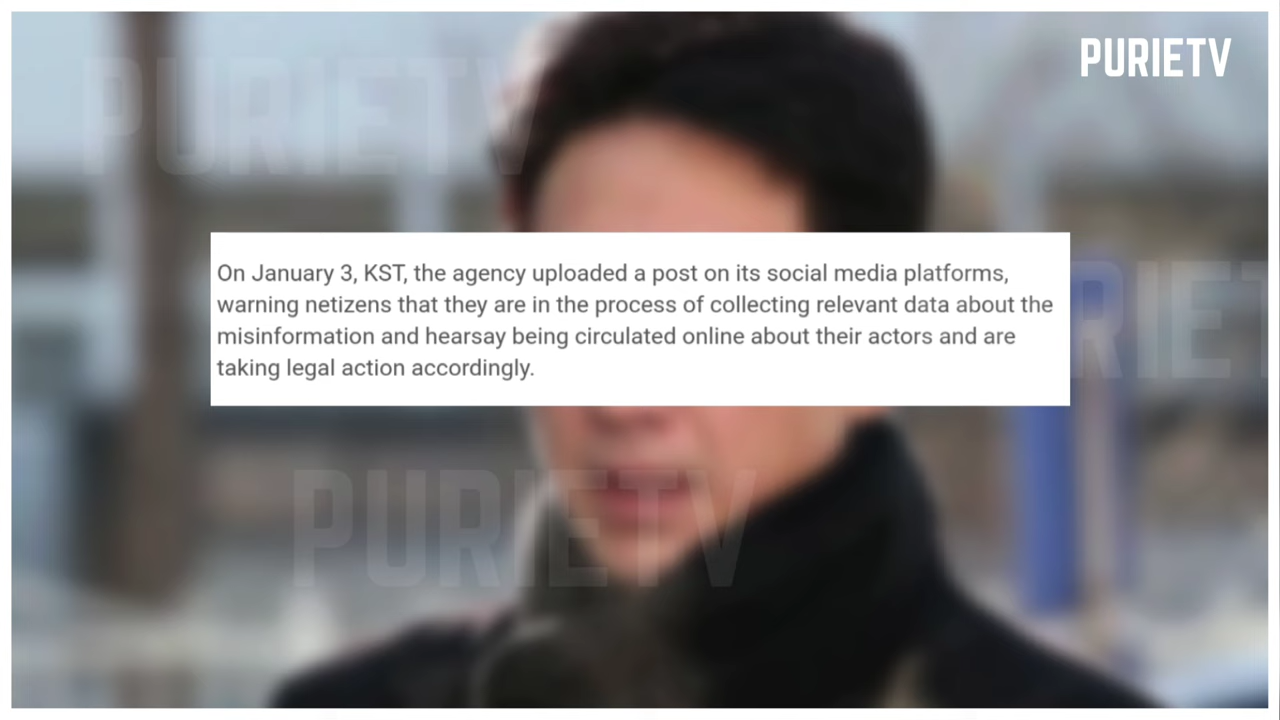 PURIETV
PURIETV
On January 3, KST, the agency uploaded a post on its social media platforms,
warning netizens that they are in the process of collecting relevant data about the
misinformation and hearsay being circulated online about their actors and are
taking legal action accordingly.
RIET
PURIETV